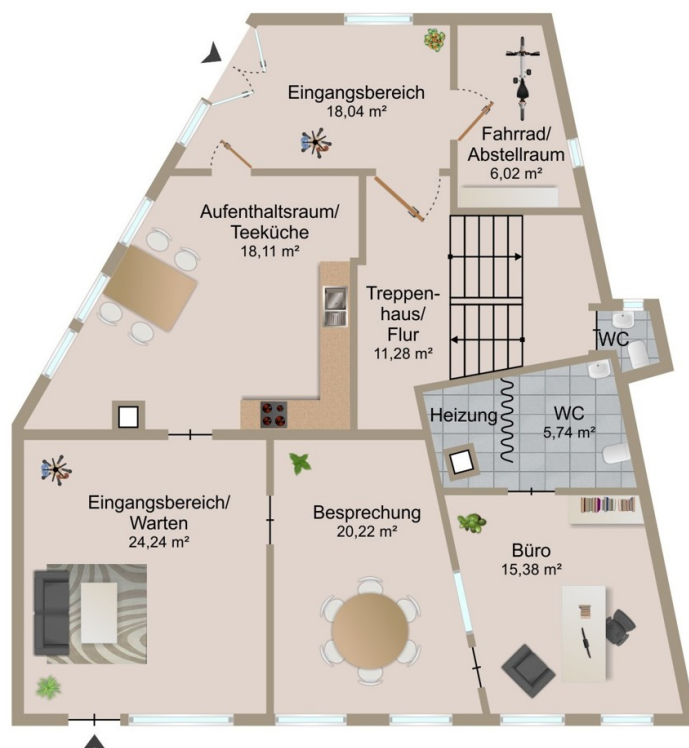 Eingangsbereich
18,04 m²
Fahrrad/
Abstellraum
6,02 m²
Aufenthaltsraum/
Teeküche
18,11 m²
Treppen-
haus/
Flur
11,28 m²
WC
Heizung
WC
5,74 m²
Eingangsbereich/
Warten
24,24 m²
Besprechung
20,22 m²
Büro
15,38 m²